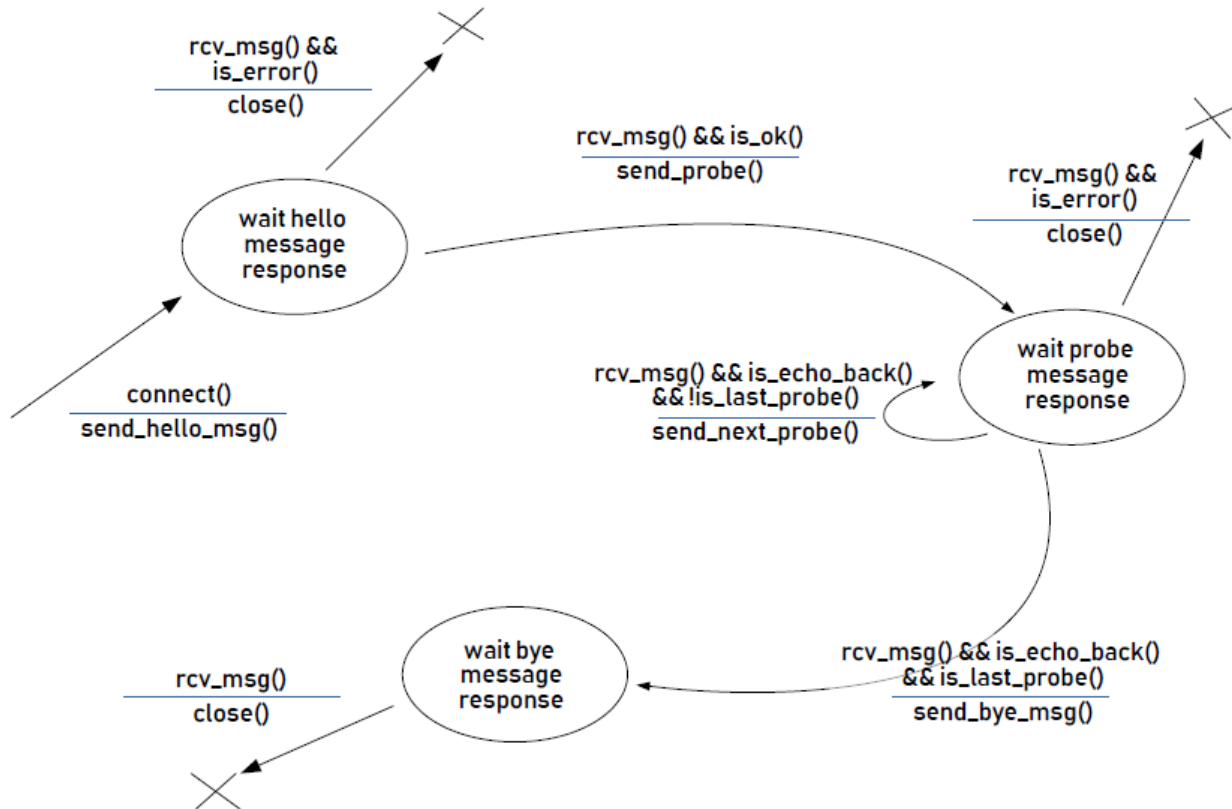 rcv_msg() &&
is_error()
close()
rcv_msg() && is_ok()
send_probe()
rcv_msg() &&
is_error()
close()
wait hello
message
response
connect()
send_hello_msg()
wait probe
message
response
rcv_msg() && is_echo_back()
&& !is_last_probe()
send_next_probe()
rcv_msg() && is_echo_back()
&& is_last_probe()
send_bye_msg()
wait bye
message
response
rcv_msg()
close()